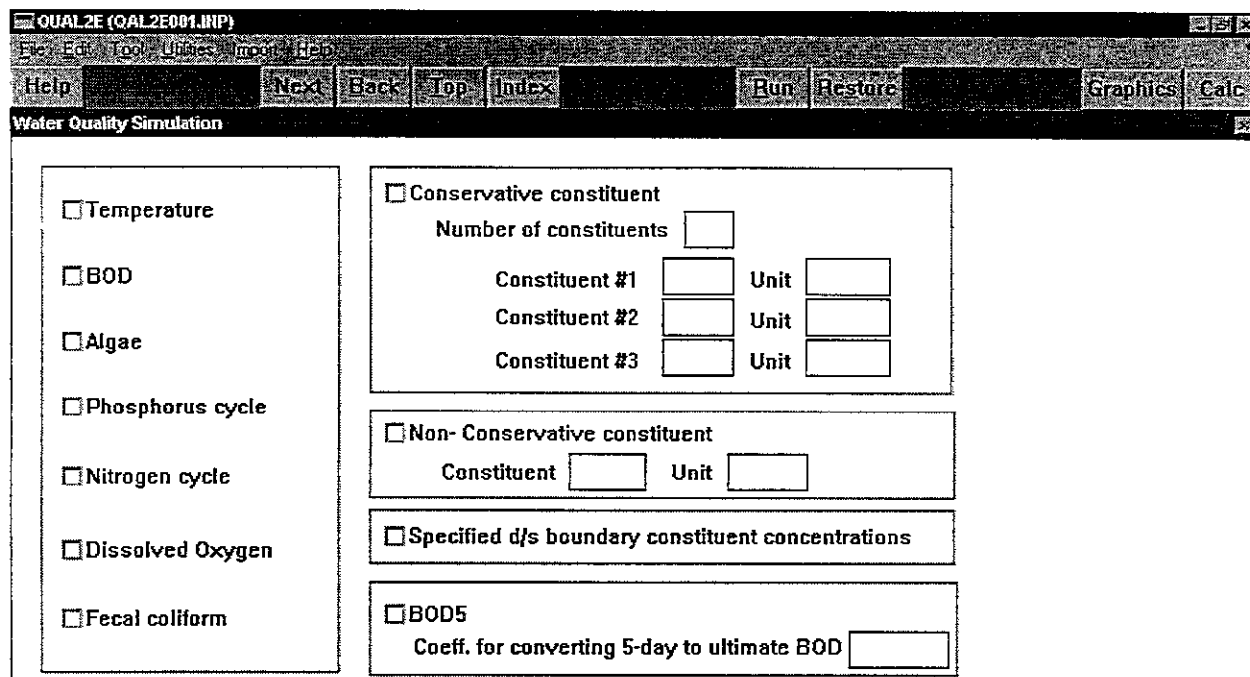 QUAL2E (QAL2E001.INP)
File Edit Tool Utilities Import Help
Help Next Back Top Index Run Restore Graphics Calc
Water Quality Simulation
Temperature
BOD
Algae
Phosphorus cycle
Nitrogen cycle
Dissolved Oxygen
Fecal coliform
Conservative constituent
Number of constituents
Constituent #1 Unit
Constituent #2 Unit
Constituent #3 Unit
Non- Conservative constituent
Constituent Unit
Specified d/s boundary constituent concentrations
BOD5
Coeff. for converting 5-day to ultimate BOD